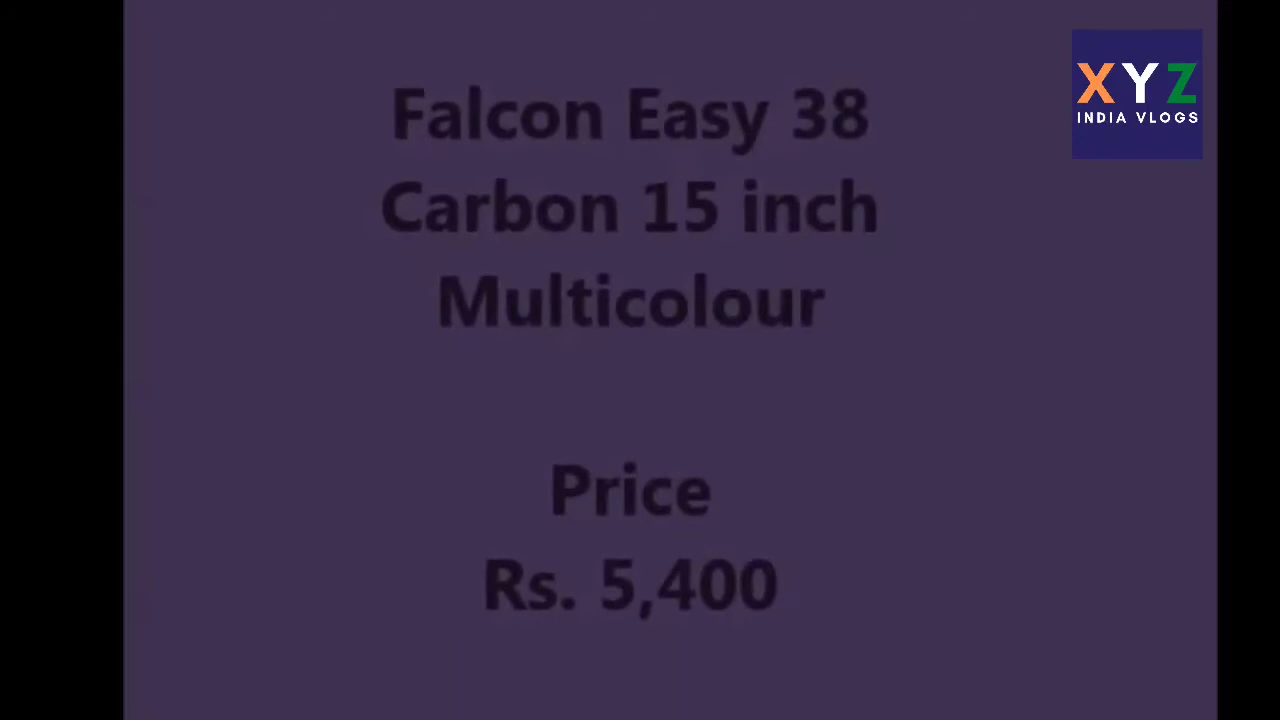 Falcon Easy 38
Carbon 15 inch
Multicolour
Price
Rs. 5,400
XYZ
INDIA VLOGS